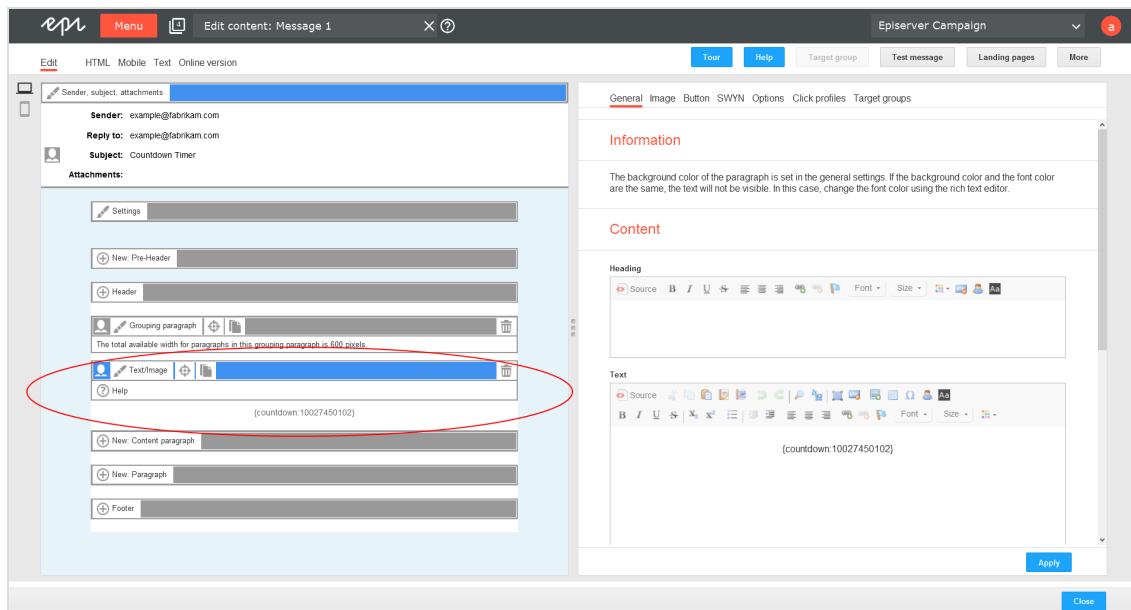 epi Menu 4 Edit content: Message 1 Episerver Campaign a
Edit HTML Mobile Text Online version Tour Help Target group Test message Landing pages More
Sender, subject, attachments
Sender: example@fabrikam.com
Reply to: example@fabrikam.com
Subject: Countdown Timer
Attachments:
Settings
New: Pre-Header
Header
Grouping paragraph
The total available width for paragraphs in this grouping paragraph is 600 pixels.
Text/Image
Help
{countdown:10027450102}
New: Content paragraph
New: Paragraph
Footer
General Image Button SWYN Options Click profiles Target groups
Information
The background color of the paragraph is set in the general settings. If the background color and the font color
are the same, the text will not be visible. In this case, change the font color using the rich text editor.
Content
Heading
Source B I U S Font Size Aa
Text
Source Ω Aa
B I U S X₂ X² Font Size
{countdown:10027450102}
Apply
Close